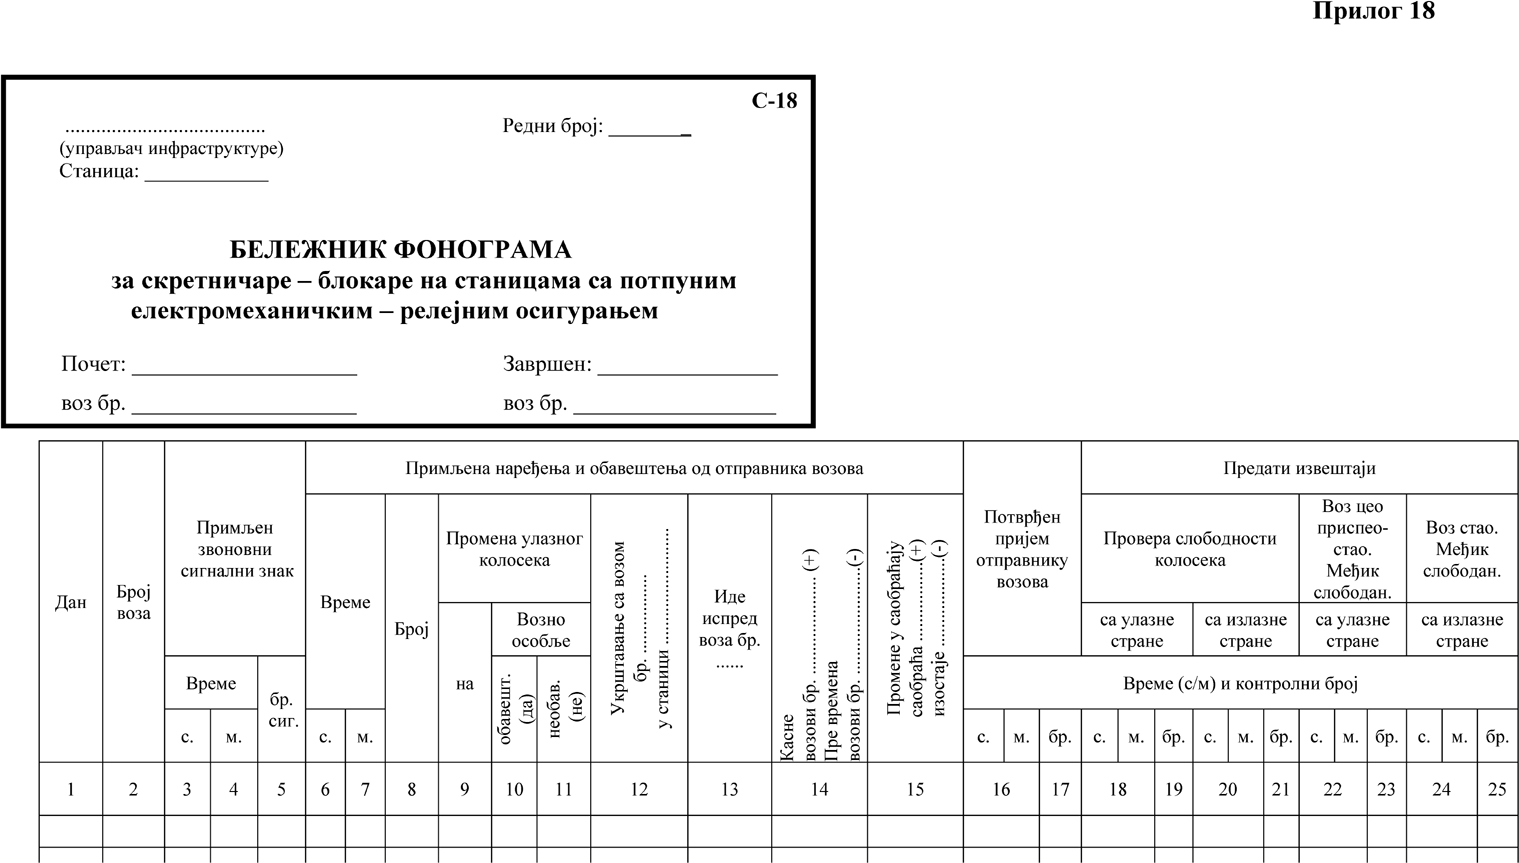 Прилог 18
С-18
....................................... Редни број: _______
(управљач инфраструктуре)
Станица: ___________
БЕЛЕЖНИК ФОНОГРАМА
за скретничаре – блокаре на станицама са потпуним
електромеханичким – релејним осигурањем
Почет: ____________________ Завршен: ________________
воз бр. ____________________ воз бр. __________________
Дан
Број
воза
Примљен
звоновни
сигнални знак
Време
с. м.
бр.
сиг.
Примљена наређења и обавештења од отправника возова
Време
с. м.
Број
Промена улазног
колосека
на
Возно
особље
обавешт.
(да)
необав.
(не)
Укрштавање са возом
бр. ................
у станици ........................
Иде
испред
воза бр.
......
Касне
возови бр. .....................(+)
Пре времена
возови бр. .....................(-)
Промене у саобраћају
саобраћа .............(+)
изостаје ................(-)
Потврђен
пријем
отправнику
возова
с. м. бр.
Предати извештаји
Провера слободности
колосека
са улазне
стране
са излазне
стране
Воз цео
приспео-
стао.
Међик
слободан.
са улазне
стране
Воз стао.
Међик
слободан.
са излазне
стране
Време (с/м) и контролни број
с. м. бр. с. м. бр. с. м. бр. с. м. бр.
1 2 3 4 5 6 7 8 9 10 11 12 13 14 15 16 17 18 19 20 21 22 23 24 25